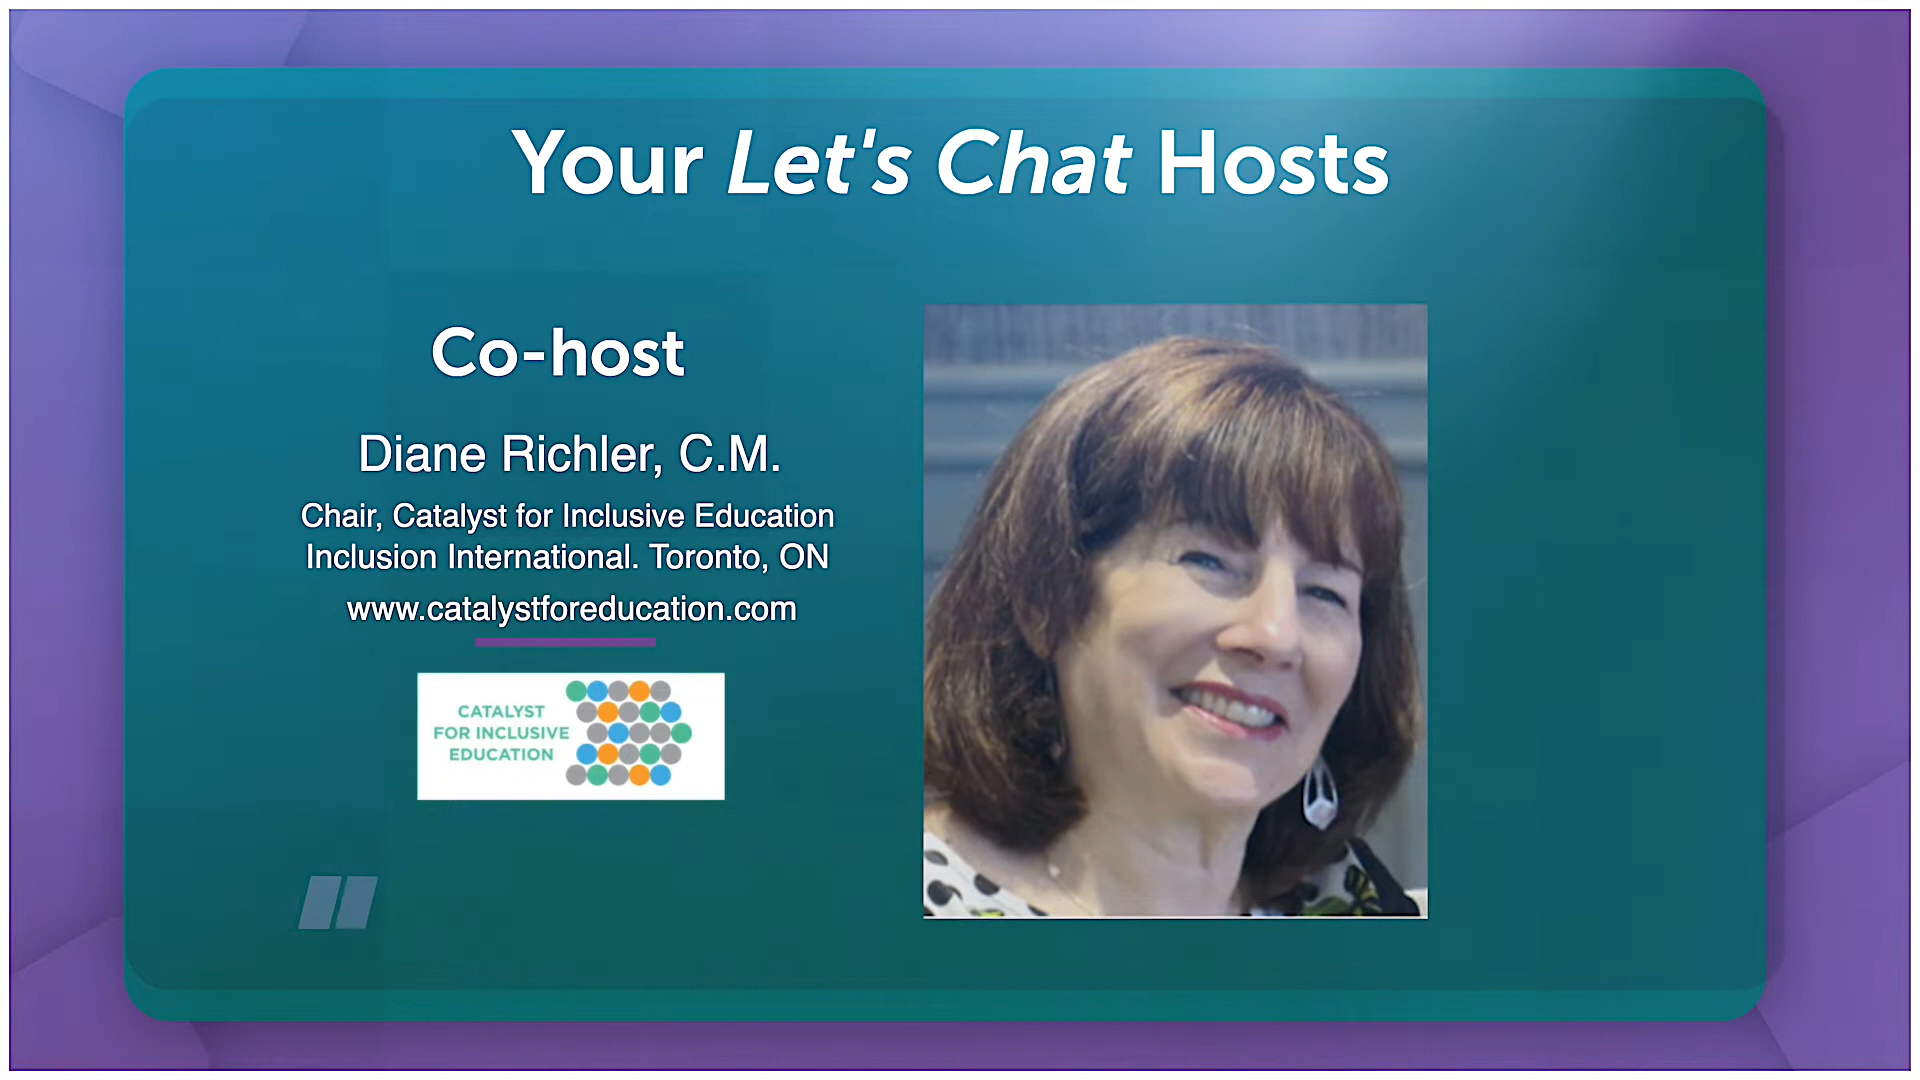 Your Let's Chat Hosts
Co-host
Diane Richler, C.M.
Chair, Catalyst for Inclusive Education
Inclusion International. Toronto, ON
www.catalystforeducation.com
CATALYST
FOR INCLUSIVE
EDUCATION